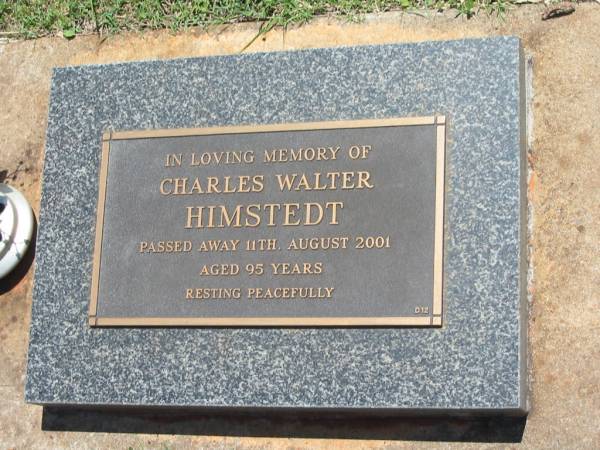 IN LOVING MEMORY OF
CHARLES WALTER
HIMSTEDT
PASSED AWAY 11TH. AUGUST 2001
AGED 95 YEARS
RESTING PEACEFULLY
D12